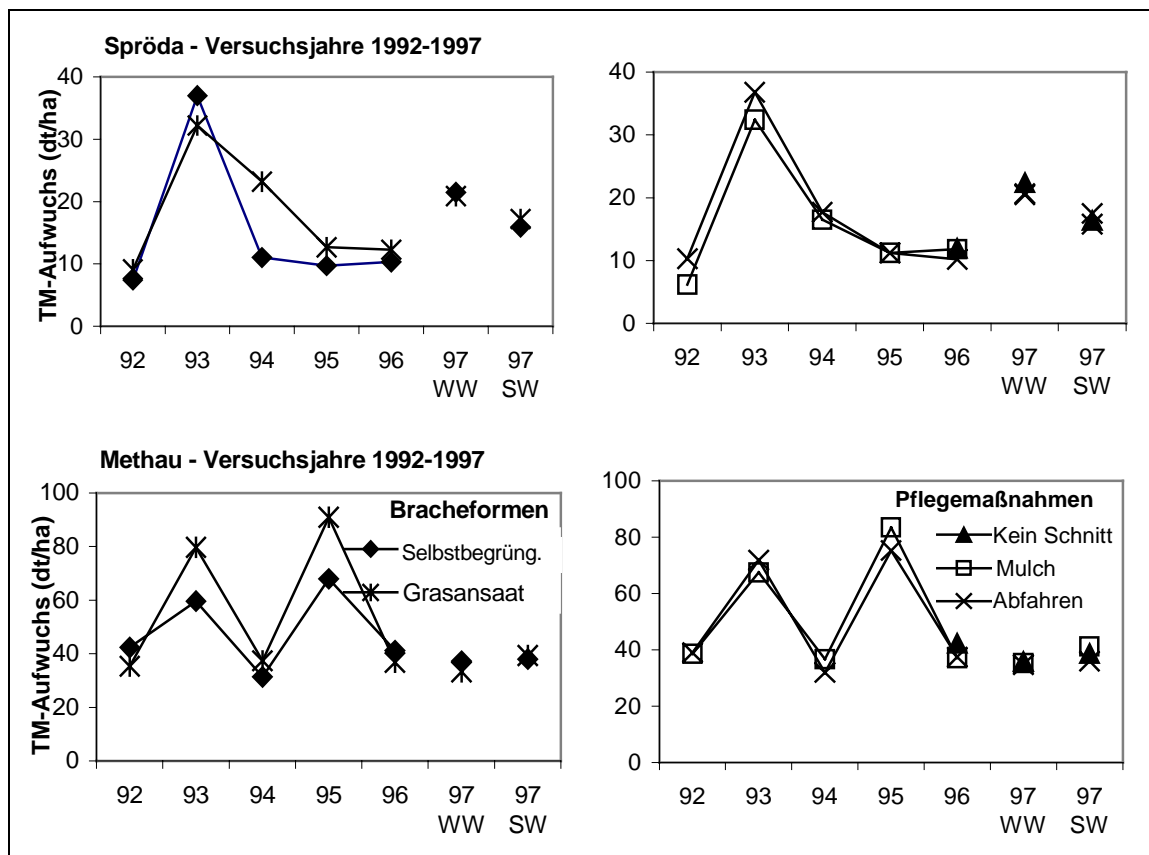 Spröda - Versuchsjahre 1992-1997
TM-Aufwuchs (dt/ha)
40
30
20
10
0
92 93 94 95 96 97 97
WW SW
40
30
20
10
0
92 93 94 95 96 97 97
WW SW
Methau - Versuchsjahre 1992-1997
TM-Aufwuchs (dt/ha)
100
80
60
40
20
0
Bracheformen
Selbstbegrüng.
Grasansaat
92 93 94 95 96 97 97
WW SW
100
80
60
40
20
0
Pflegemaßnahmen
Kein Schnitt
Mulch
Abfahren
92 93 94 95 96 97 97
WW SW